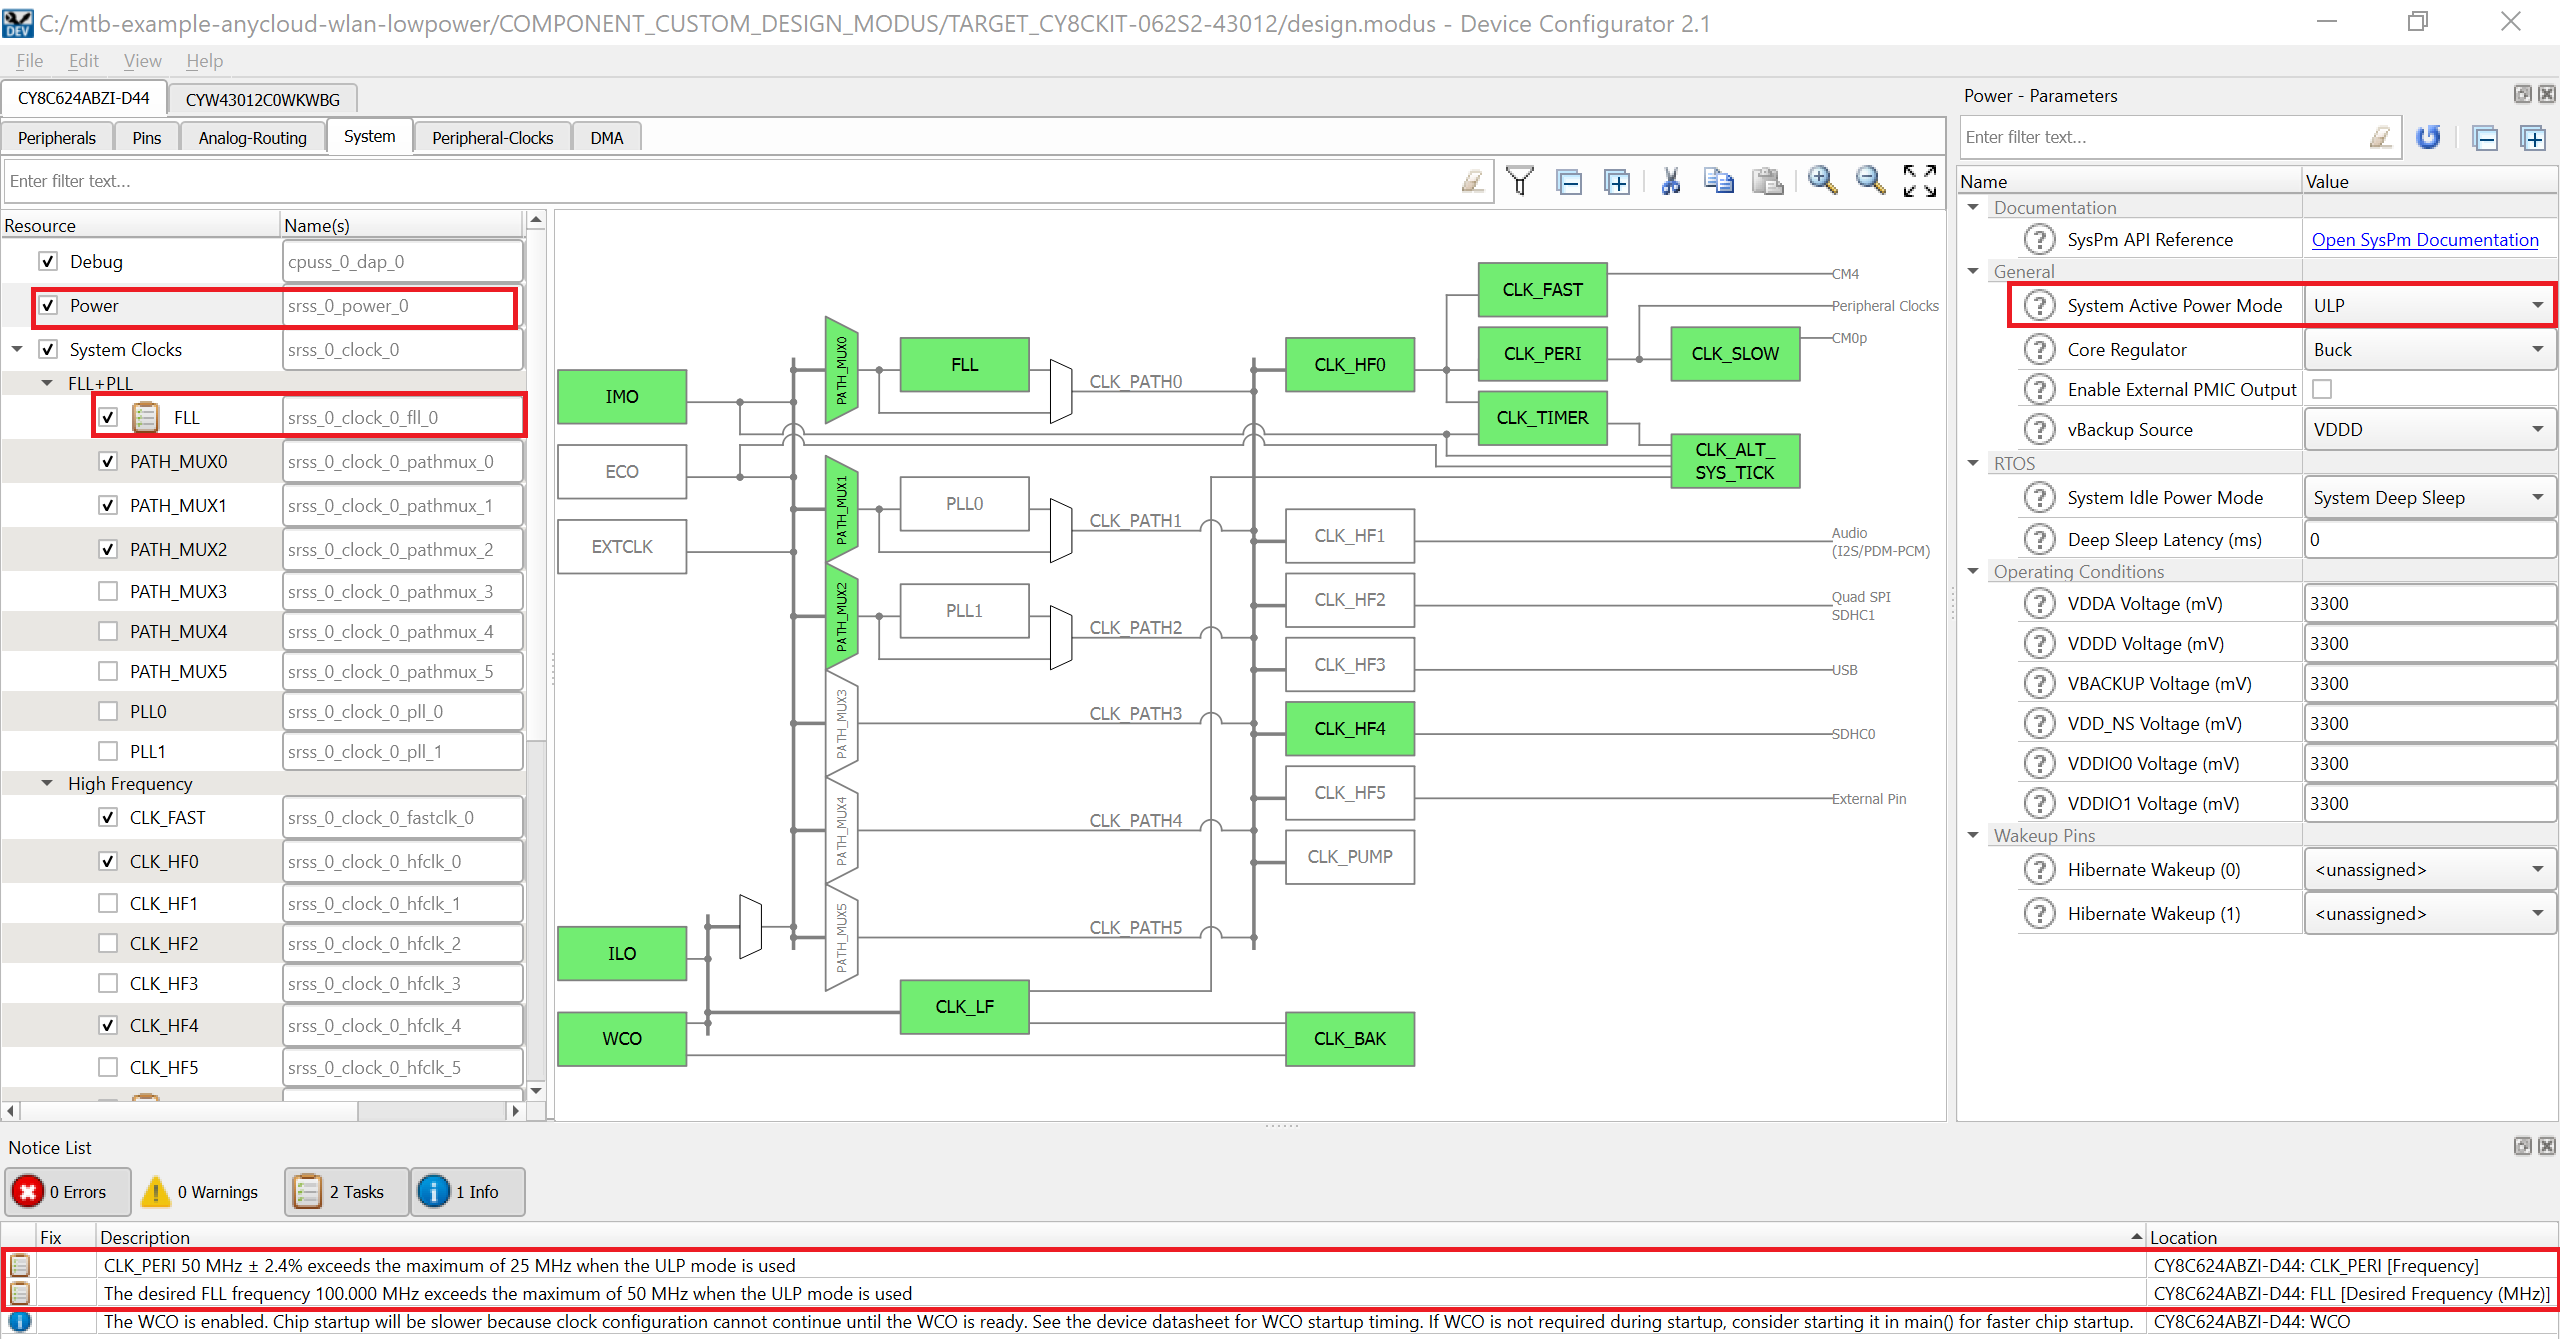 C:/mtb-example-anycloud-wlan-lowpower/COMPONENT_CUSTOM_DESIGN_MODUS/TARGET_CY8CKIT-062S2-43012/design.modus - Device Configurator 2.1
File Edit View Help
CY8C624ABZI-D44 CYW43012C0WKWBG
Peripherals Pins Analog-Routing System Peripheral-Clocks DMA
Enter filter text...
Resource Name(s)
Debug cpuss_0_dap_0
Power srss_0_power_0
System Clocks srss_0_clock_0
FLL+PLL
FLL srss_0_clock_0_fll_0
PATH_MUX0 srss_0_clock_0_pathmux_0
PATH_MUX1 srss_0_clock_0_pathmux_1
PATH_MUX2 srss_0_clock_0_pathmux_2
PATH_MUX3 srss_0_clock_0_pathmux_3
PATH_MUX4 srss_0_clock_0_pathmux_4
PATH_MUX5 srss_0_clock_0_pathmux_5
PLL0 srss_0_clock_0_pll_0
PLL1 srss_0_clock_0_pll_1
High Frequency
CLK_FAST srss_0_clock_0_fastclk_0
CLK_HF0 srss_0_clock_0_hfclk_0
CLK_HF1 srss_0_clock_0_hfclk_1
CLK_HF2 srss_0_clock_0_hfclk_2
CLK_HF3 srss_0_clock_0_hfclk_3
CLK_HF4 srss_0_clock_0_hfclk_4
CLK_HF5 srss_0_clock_0_hfclk_5
IMO
ECO
EXTCLK
ILO
WCO
PATH_MUX0
PATH_MUX1
PATH_MUX2
PATH_MUX3
PATH_MUX4
PATH_MUX5
FLL
PLL0
PLL1
CLK_LF
CLK_PATH0
CLK_PATH1
CLK_PATH2
CLK_PATH3
CLK_PATH4
CLK_PATH5
CLK_HF0
CLK_HF1
CLK_HF2
CLK_HF3
CLK_HF4
CLK_HF5
CLK_PUMP
CLK_BAK
CLK_FAST
CLK_PERI
CLK_TIMER
CLK_SLOW
CLK_ALT_
SYS_TICK
CM4
Peripheral Clocks
CM0p
Audio
(I2S/PDM-PCM)
Quad SPI
SDHC1
USB
SDHC0
External Pin
Power - Parameters
Enter filter text...
Name Value
Documentation
SysPm API Reference Open SysPm Documentation
General
System Active Power Mode ULP
Core Regulator Buck
Enable External PMIC Output
vBackup Source VDDD
RTOS
System Idle Power Mode System Deep Sleep
Deep Sleep Latency (ms) 0
Operating Conditions
VDDA Voltage (mV) 3300
VDDD Voltage (mV) 3300
VBACKUP Voltage (mV) 3300
VDD_NS Voltage (mV) 3300
VDDIO0 Voltage (mV) 3300
VDDIO1 Voltage (mV) 3300
Wakeup Pins
Hibernate Wakeup (0) <unassigned>
Hibernate Wakeup (1) <unassigned>
Notice List
0 Errors 0 Warnings 2 Tasks 1 Info
Fix Description Location
CLK_PERI 50 MHz ± 2.4% exceeds the maximum of 25 MHz when the ULP mode is used CY8C624ABZI-D44: CLK_PERI [Frequency]
The desired FLL frequency 100.000 MHz exceeds the maximum of 50 MHz when the ULP mode is used CY8C624ABZI-D44: FLL [Desired Frequency (MHz)]
The WCO is enabled. Chip startup will be slower because clock configuration cannot continue until the WCO is ready. See the device datasheet for WCO startup timing. If WCO is not required during startup, consider starting it in main() for faster chip startup. CY8C624ABZI-D44: WCO